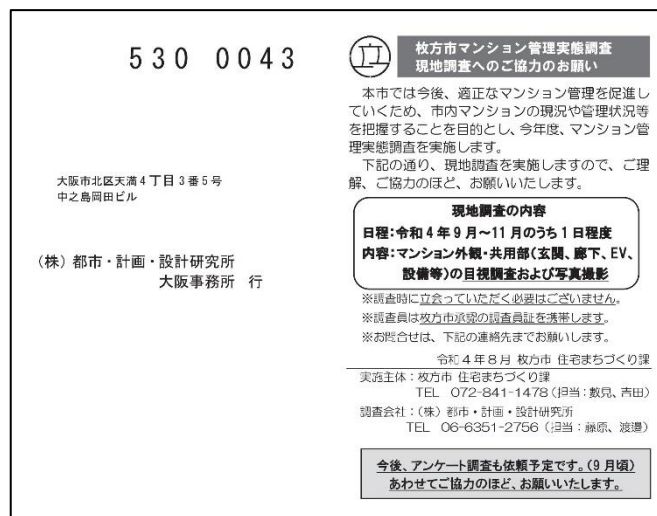 530 0043
大阪市北区天満4丁目3番5号
中之島岡田ビル
(株)都市・計画・設計研究所
大阪事務所 行
枚方市マンション管理実態調査
現地調査へのご協力のお願い
本市では今後、適正なマンション管理を促進し
ていくため、市内マンションの現況や管理状況等
を把握することを目的とし、今年度、マンション管
理実態調査を実施します。
下記の通り、現地調査を実施しますので、ご理
解、ご協力のほど、お願いいたします。
現地調査の内容
日程:令和4年9月~11月のうち1日程度
内容:マンション外観・共用部(玄関、廊下、EV、
設備等)の目視調査および写真撮影
※調査時に立会っていただく必要はございません。
※調査員は枚方市承認の調査員証を携帯します。
※お問合せは、下記の連絡先までお願いします。
令和4年8月 枚方市 住宅まちづくり課
実施主体:枚方市 住宅まちづくり課
TEL 072-841-1478(担当:数見、吉田)
調査会社:(株)都市・計画・設計研究所
TEL 06-6351-2756(担当:藤原、渡邊)
今後、アンケート調査も依頼予定です。(9月頃)
あわせてご協力のほど、お願いいたします。